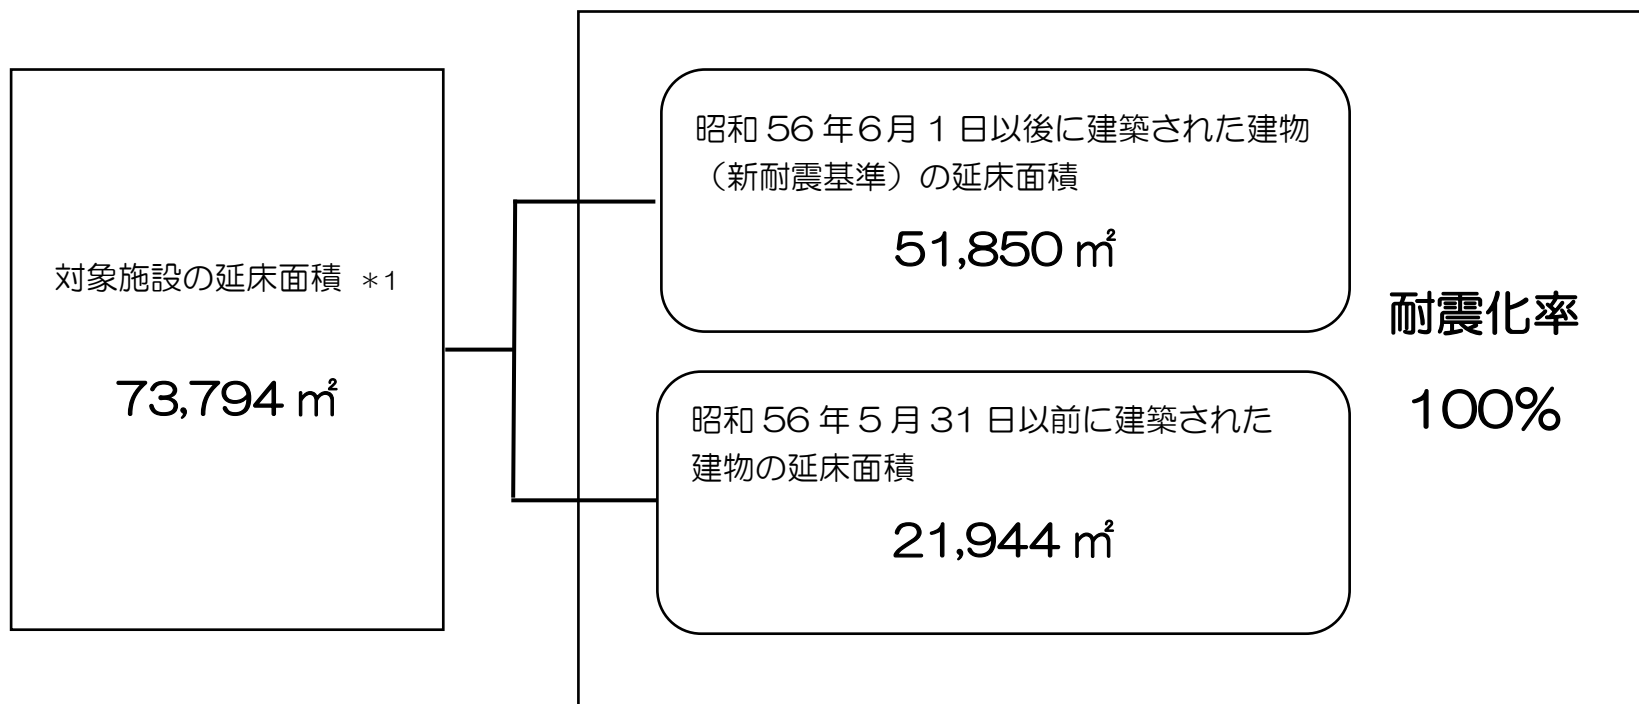 対象施設の延床面積 *1
73,794 ㎡
昭和 56 年6月 1 日以後に建築された建物
（新耐震基準）の延床面積
51,850 ㎡
昭和 56 年 5 月 31 日以前に建築された
建物の延床面積
21,944 ㎡
耐震化率
100%